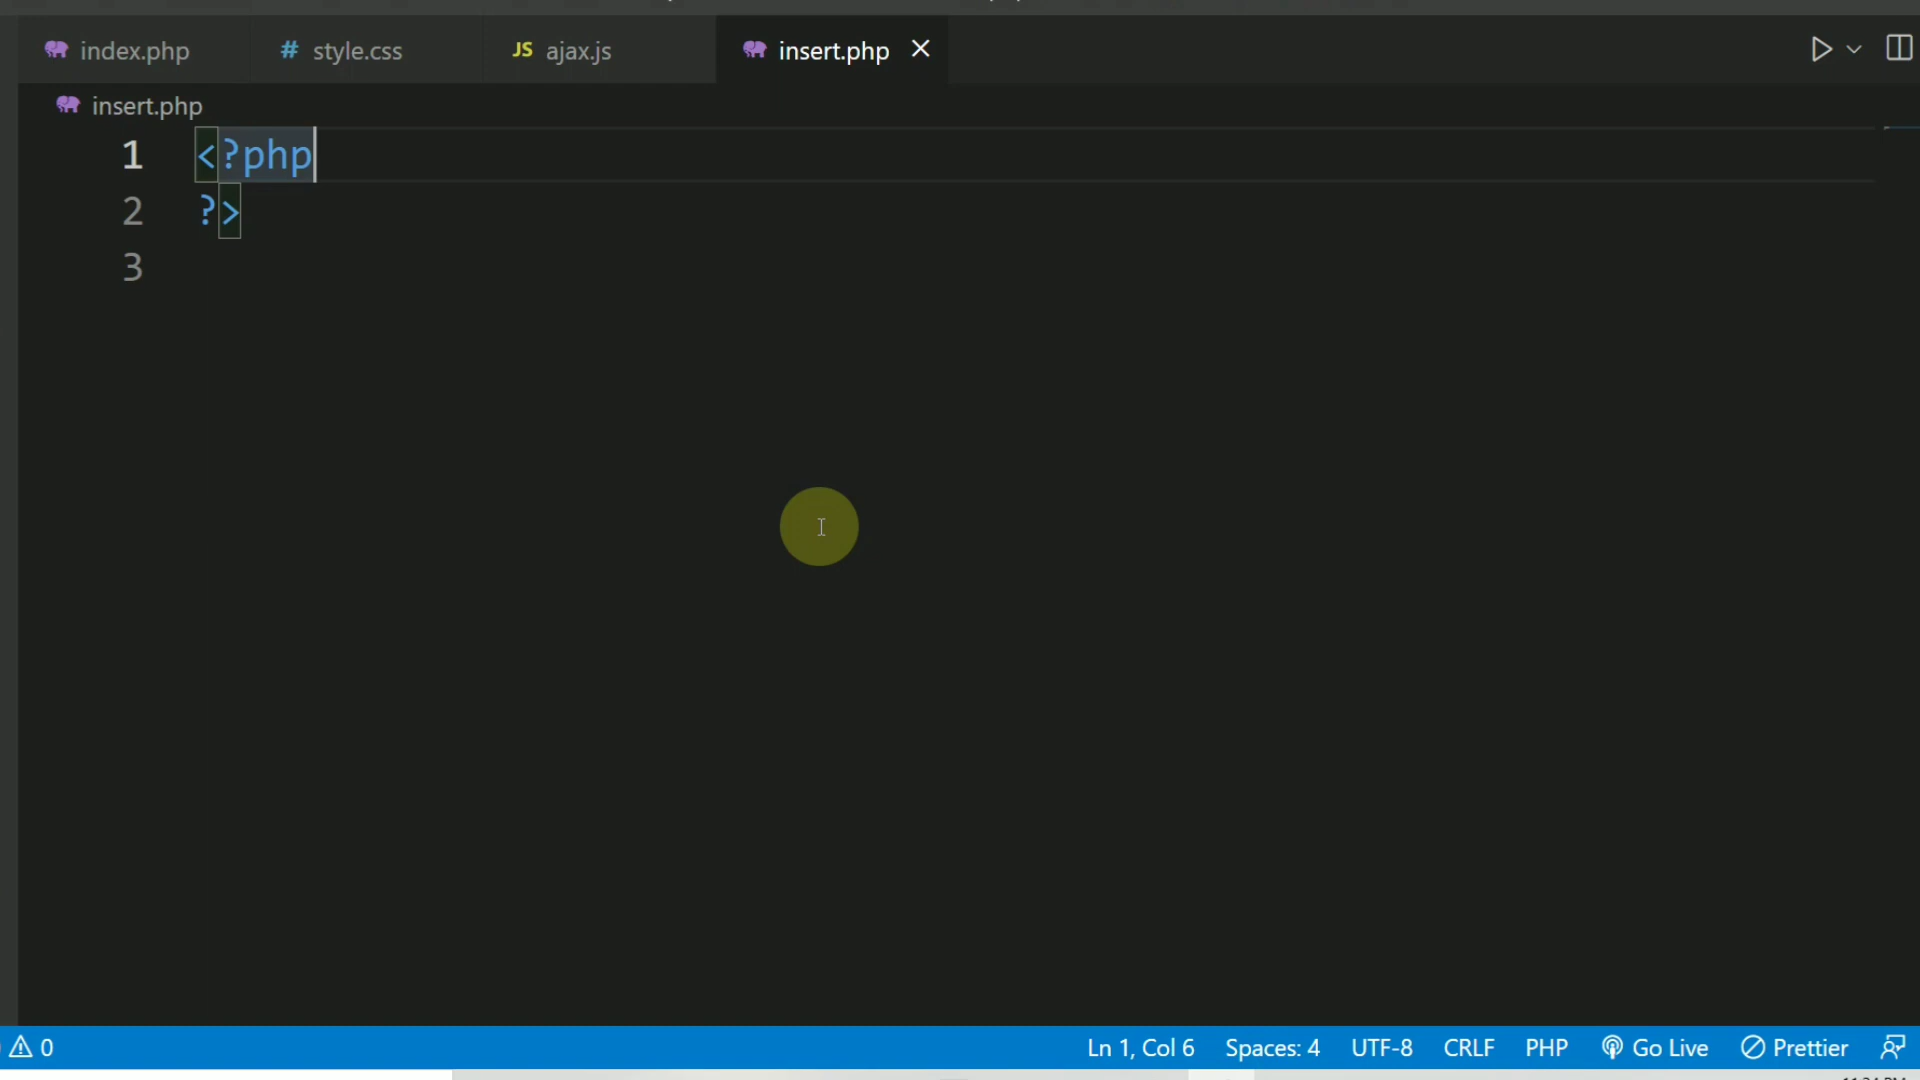 index.php # style.css JS ajax.js insert.php
insert.php
1 <?php
2 ?>
3
0 Ln 1, Col 6 Spaces: 4 UTF-8 CRLF PHP Go Live Prettier